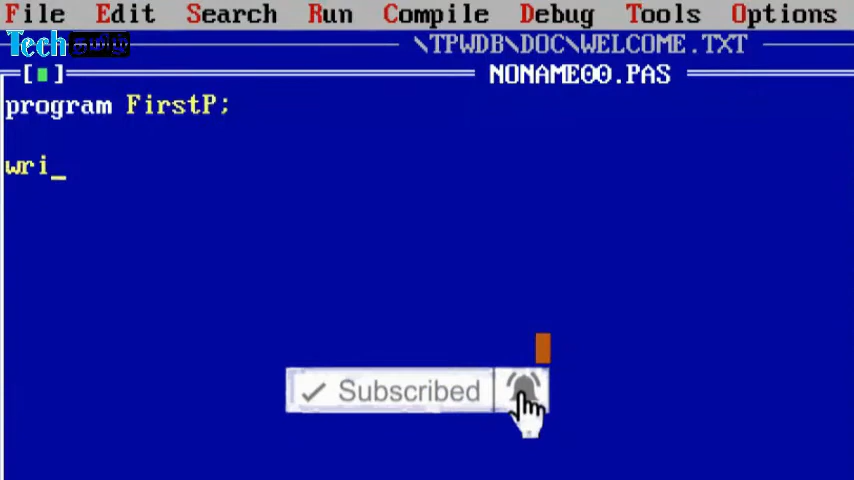 File Edit Search Run Compile Debug Tools Options
Tech தமிழ்
\TPWDB\DOC\WELCOME.TXT
[■] NONAME00.PAS
program FirstP;
wri_
Subscribed